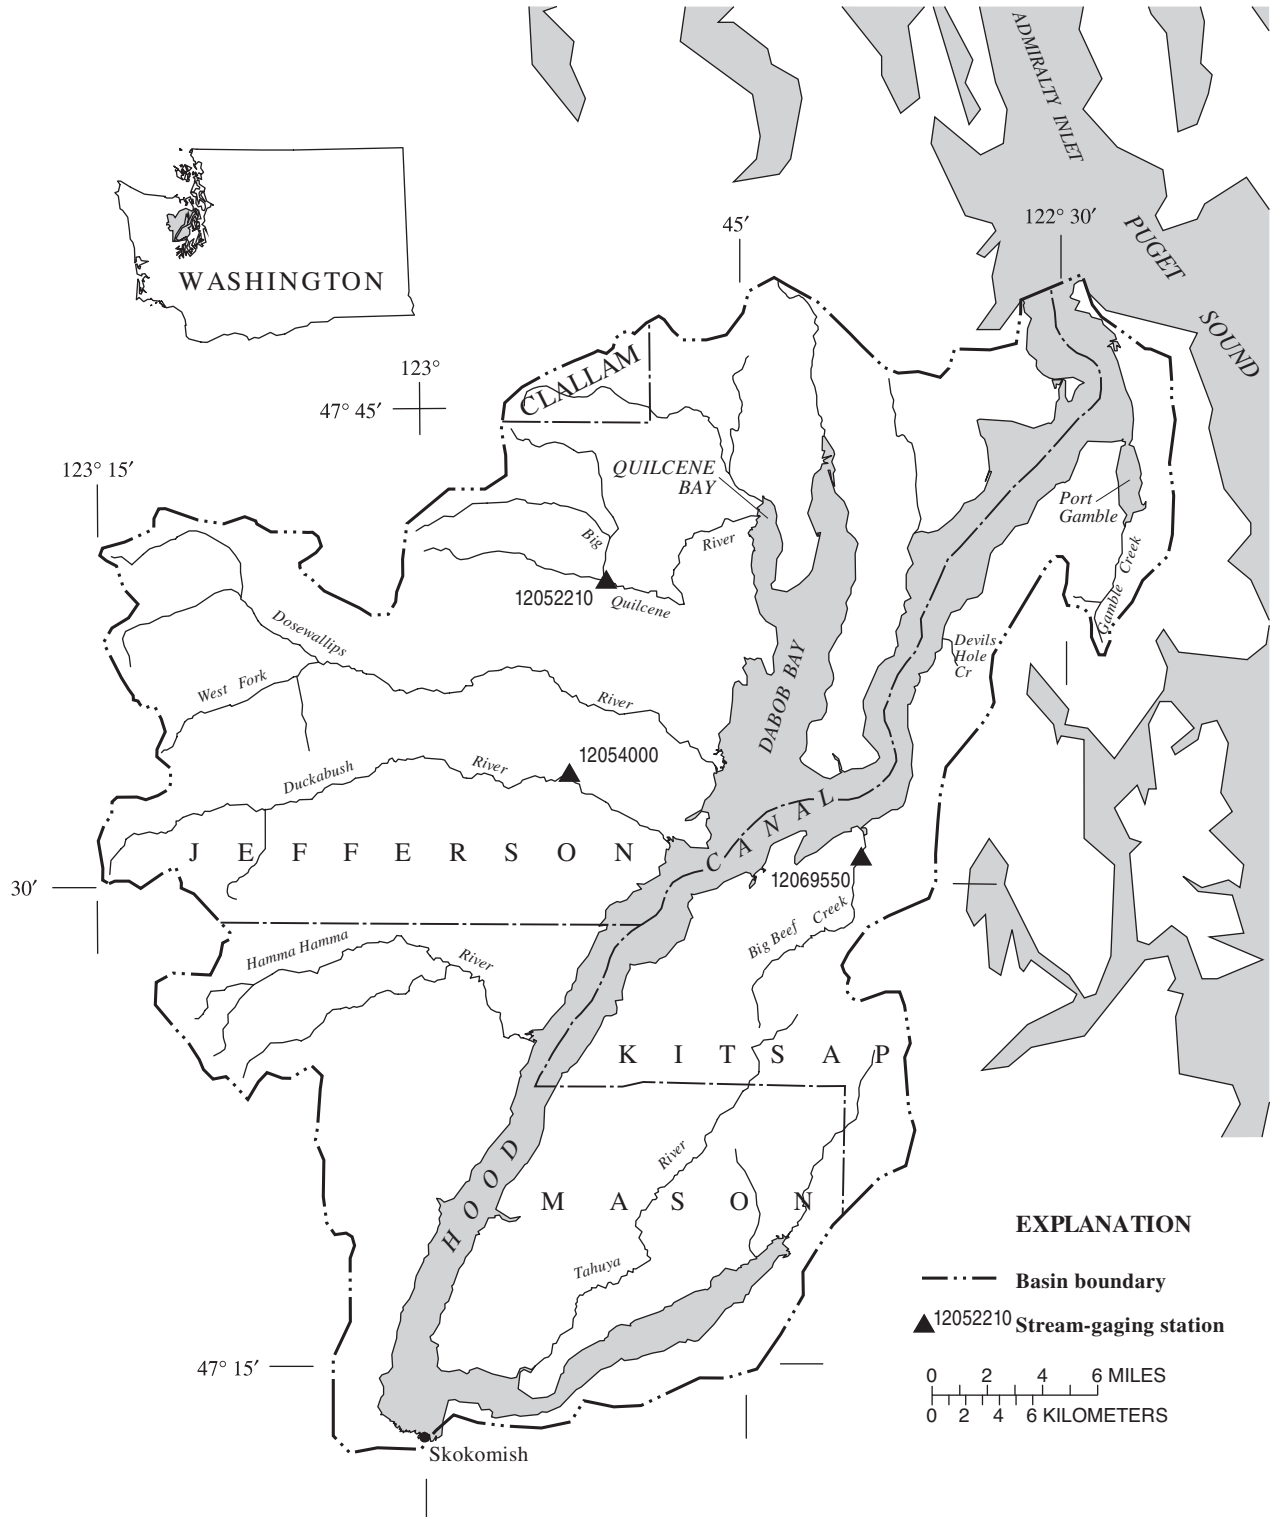 ADMIRALTY INLET
PUGET
SOUND
122° 30′
45′
WASHINGTON
123°
47° 45′
CLALLAM
123° 15′
QUILCENE
BAY
Port
Gamble
Big
River
12052210
Quilcene
Gamble Creek
Dosewallips
Devils
Hole
Cr
West Fork
River
DABOB BAY
12054000
Duckabush
River
CANAL
JEFFERSON
30′
12069550
Big Beef Creek
Hamma Hamma
River
KITSAP
HOOD
River
MASON
Tahuya
EXPLANATION
Basin boundary
12052210 Stream-gaging station
47° 15′
0 2 4 6 MILES
0 2 4 6 KILOMETERS
Skokomish